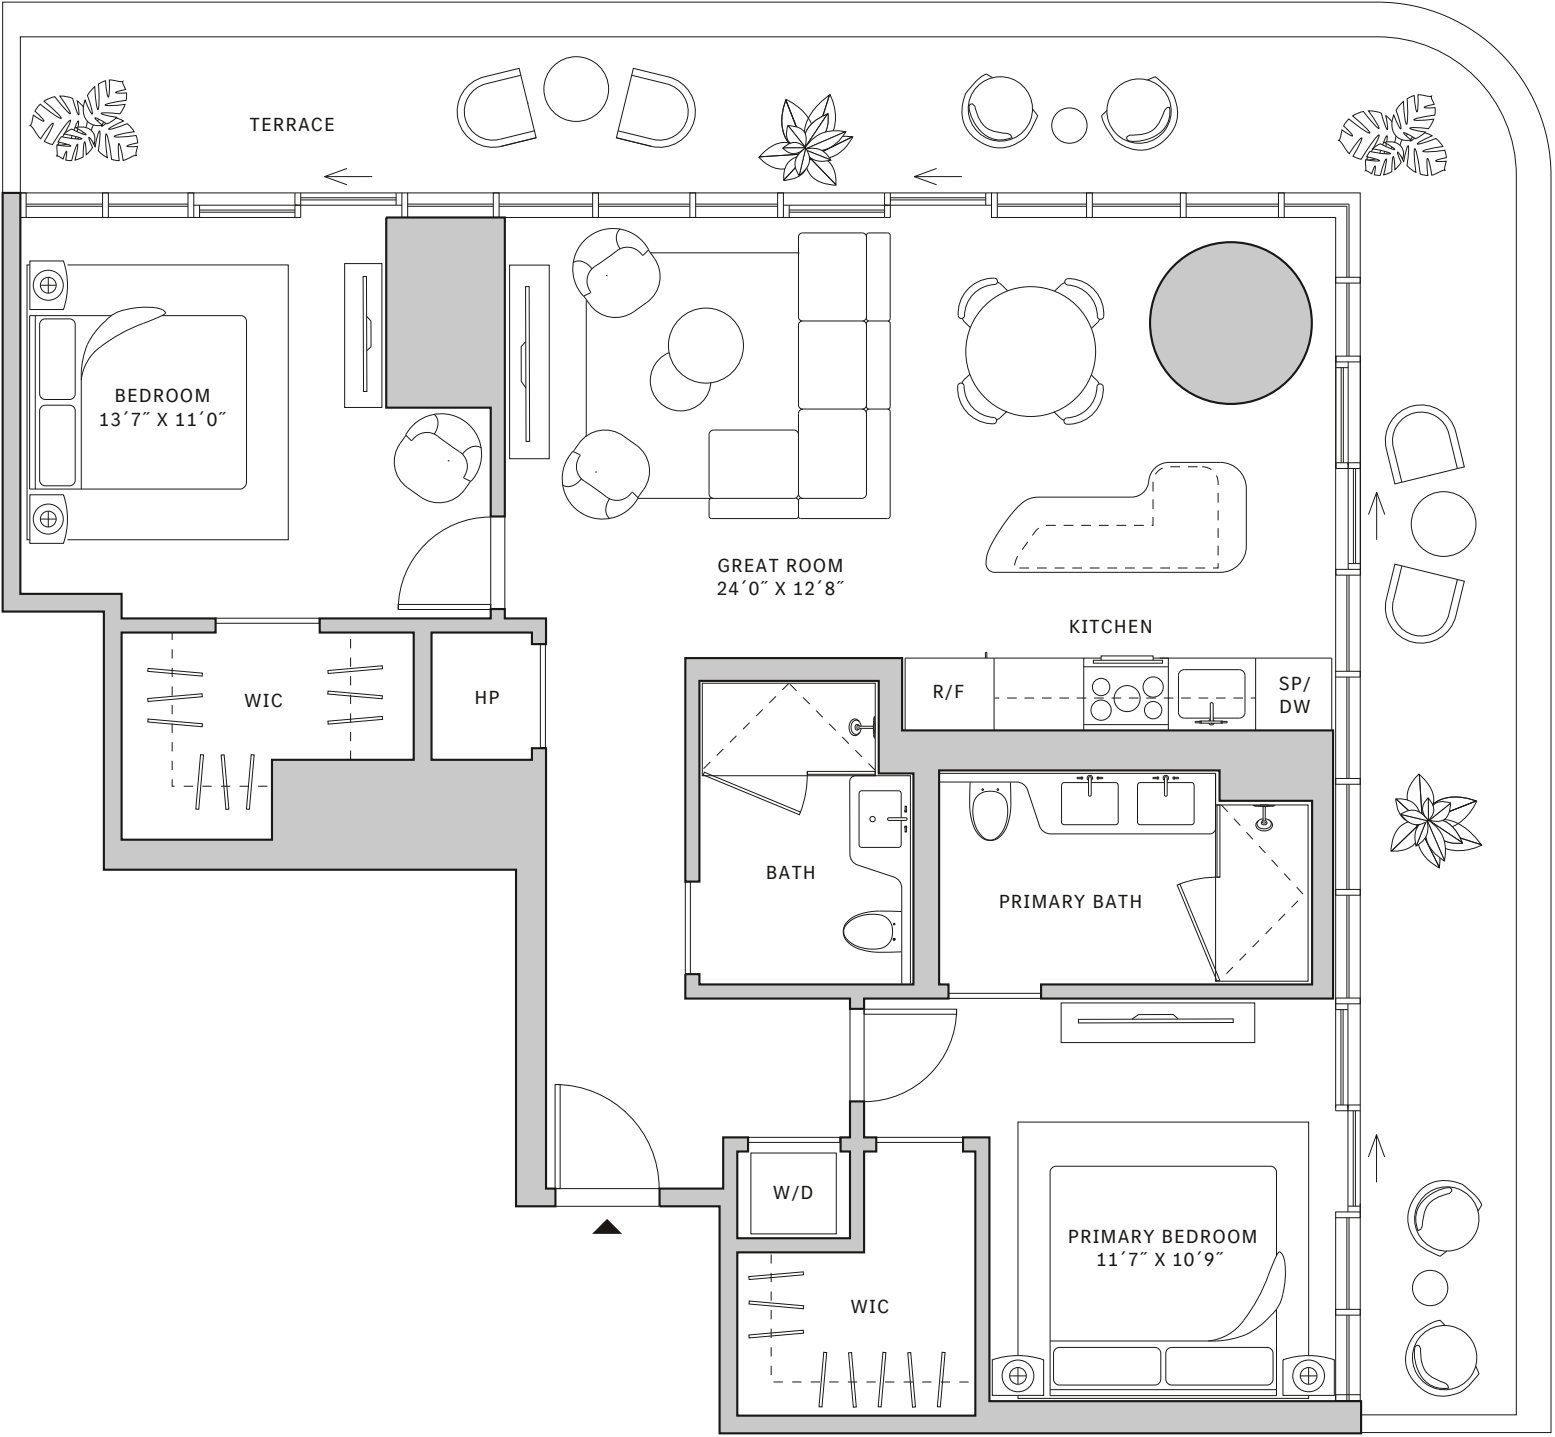 TERRACE
BEDROOM
13´7˝ X 11´0˝
GREAT ROOM
24´0˝ X 12´8˝
KITCHEN
WIC
HP
R/F
SP/
DW
BATH
PRIMARY BATH
W/D
PRIMARY BEDROOM
11´7˝ X 10´9˝
WIC